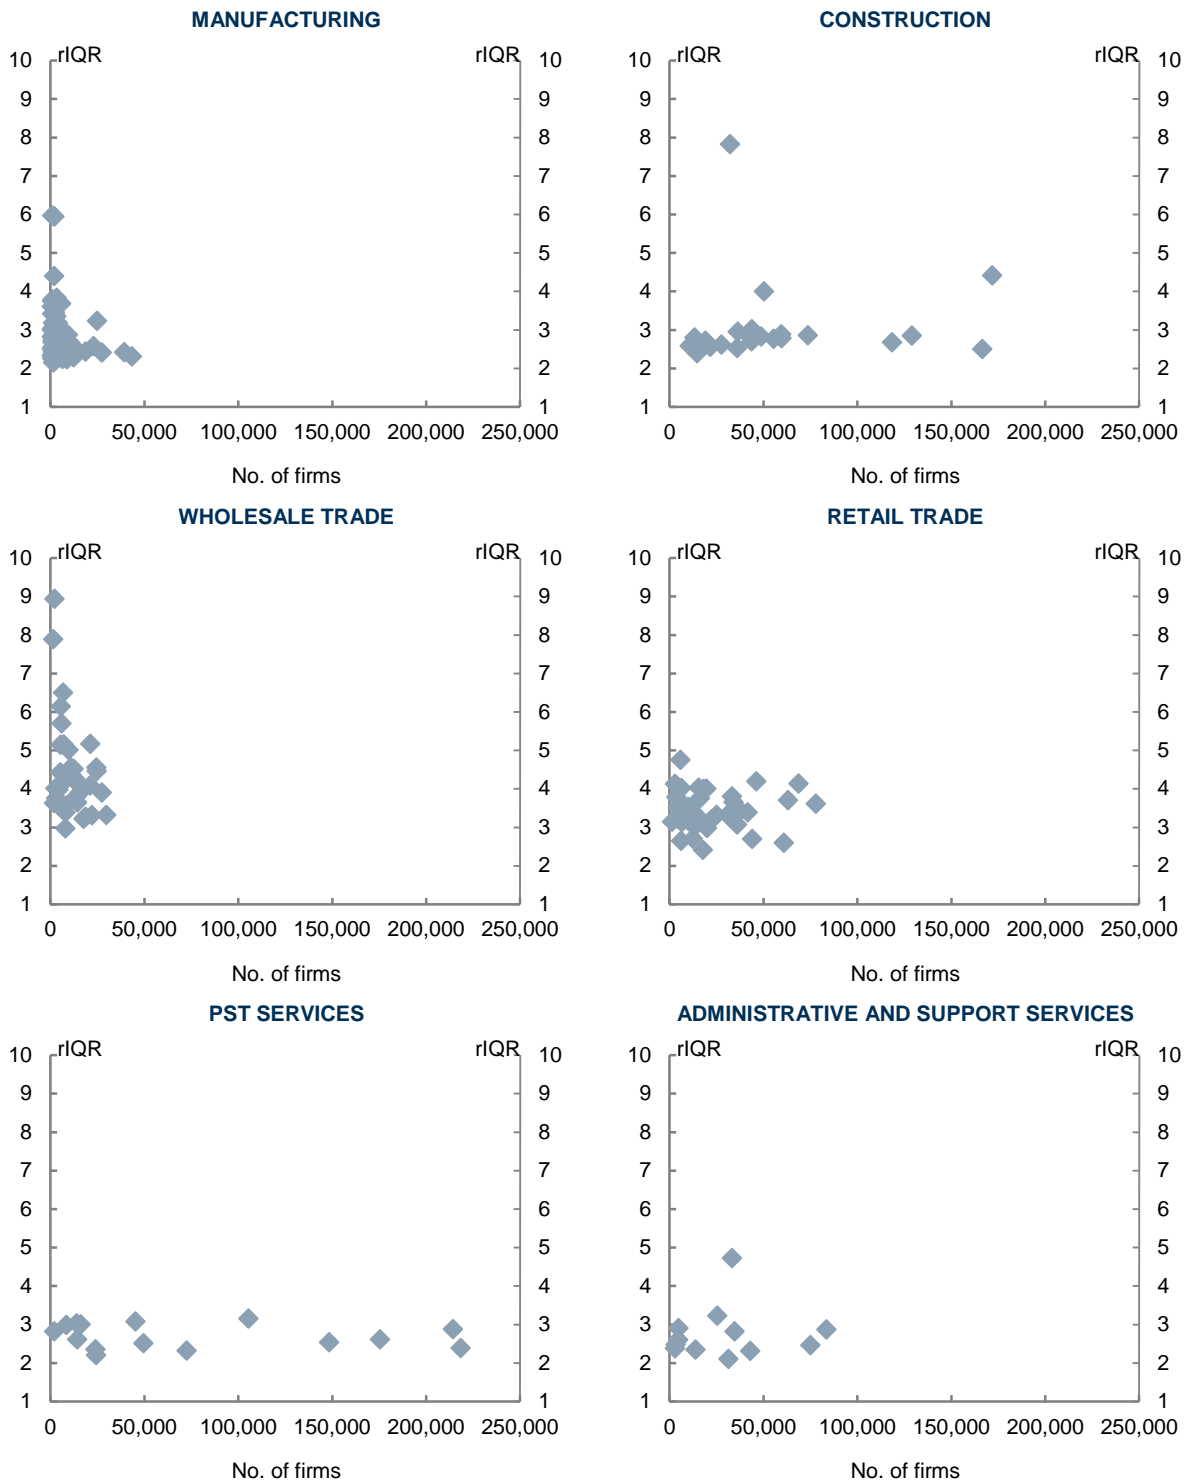 MANUFACTURING
rIQR rIQR
10 10
9 9
8 8
7 7
6 6
5 5
4 4
3 3
2 2
1 1
0 50,000 100,000 150,000 200,000 250,000
No. of firms
CONSTRUCTION
rIQR rIQR
10 10
9 9
8 8
7 7
6 6
5 5
4 4
3 3
2 2
1 1
0 50,000 100,000 150,000 200,000 250,000
No. of firms
WHOLESALE TRADE
rIQR rIQR
10 10
9 9
8 8
7 7
6 6
5 5
4 4
3 3
2 2
1 1
0 50,000 100,000 150,000 200,000 250,000
No. of firms
RETAIL TRADE
rIQR rIQR
10 10
9 9
8 8
7 7
6 6
5 5
4 4
3 3
2 2
1 1
0 50,000 100,000 150,000 200,000 250,000
No. of firms
PST SERVICES
rIQR rIQR
10 10
9 9
8 8
7 7
6 6
5 5
4 4
3 3
2 2
1 1
0 50,000 100,000 150,000 200,000 250,000
No. of firms
ADMINISTRATIVE AND SUPPORT SERVICES
rIQR rIQR
10 10
9 9
8 8
7 7
6 6
5 5
4 4
3 3
2 2
1 1
0 50,000 100,000 150,000 200,000 250,000
No. of firms